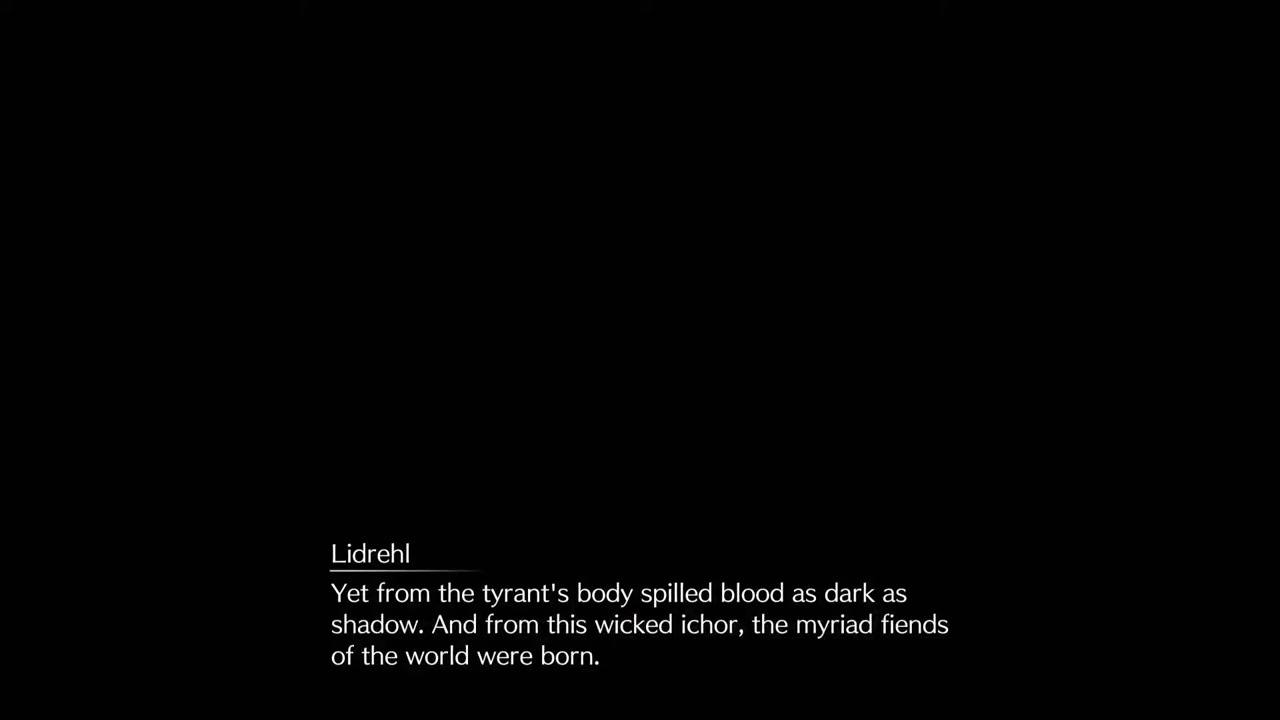 Lidrehl
Yet from the tyrant's body spilled blood as dark as
shadow. And from this wicked ichor, the myriad fiends
of the world were born.